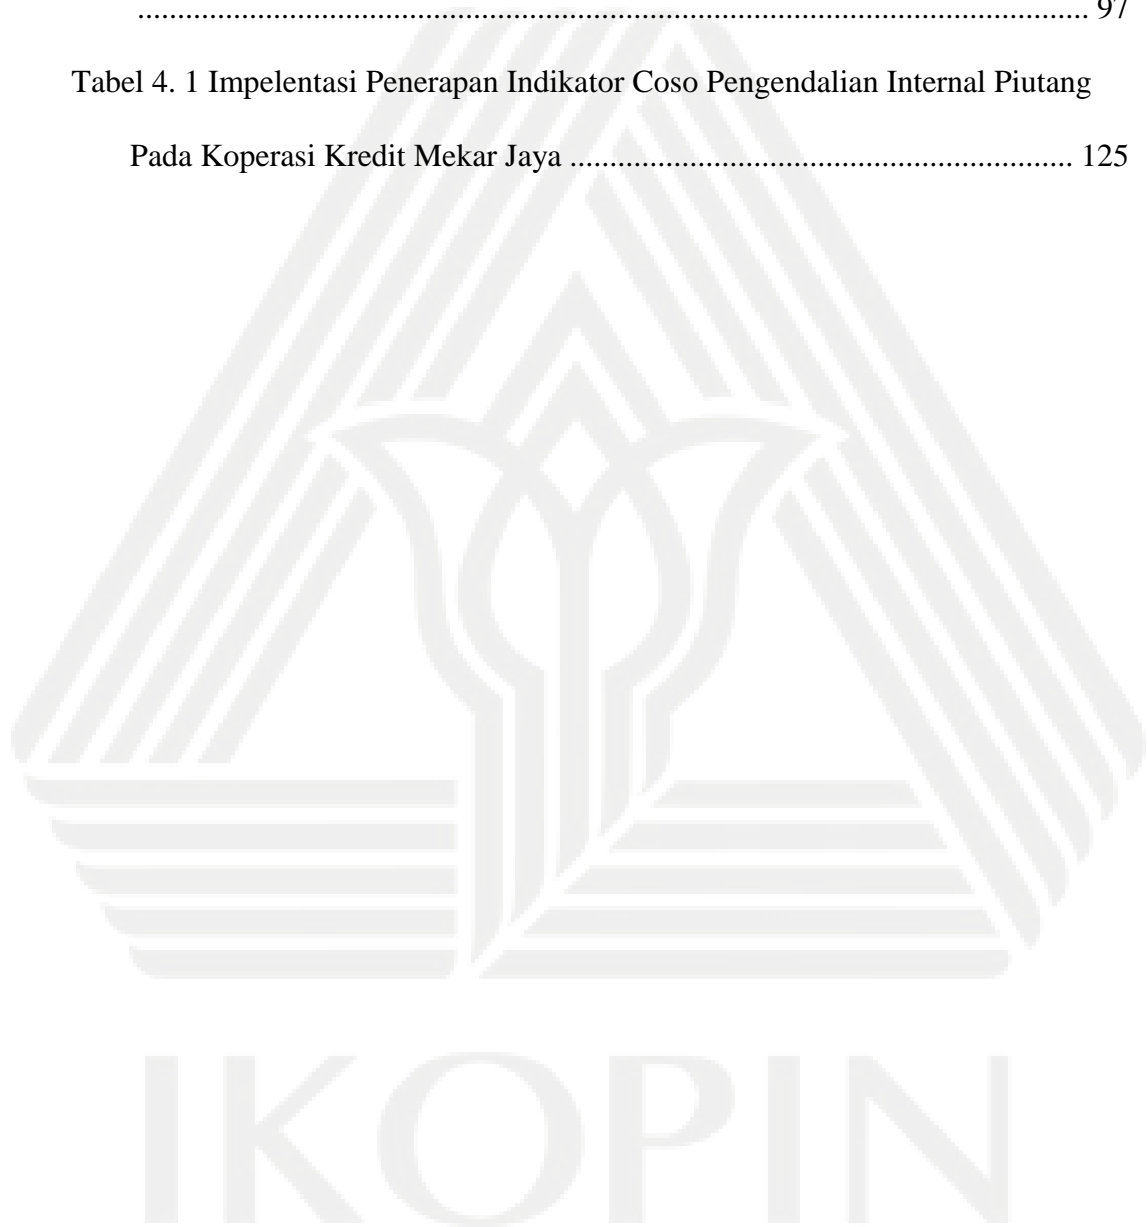 ........................................................................................................................ 97
Tabel 4. 1 Impelentasi Penerapan Indikator Coso Pengendalian Internal Piutang
Pada Koperasi Kredit Mekar Jaya ................................................................ 125
IKOPIN